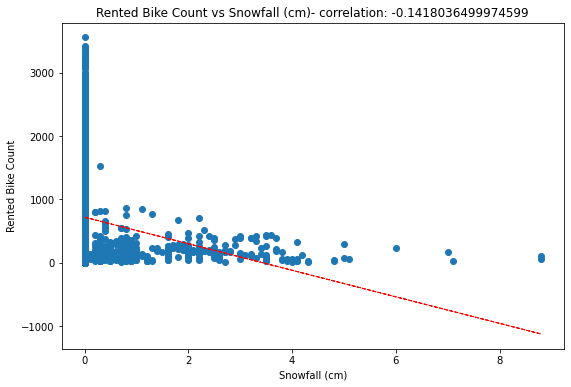 Rented Bike Count vs Snowfall (cm)- correlation: -0.1418036499974599
3000
2000
1000
0
−1000
Rented Bike Count
0 2 4 6 8
Snowfall (cm)